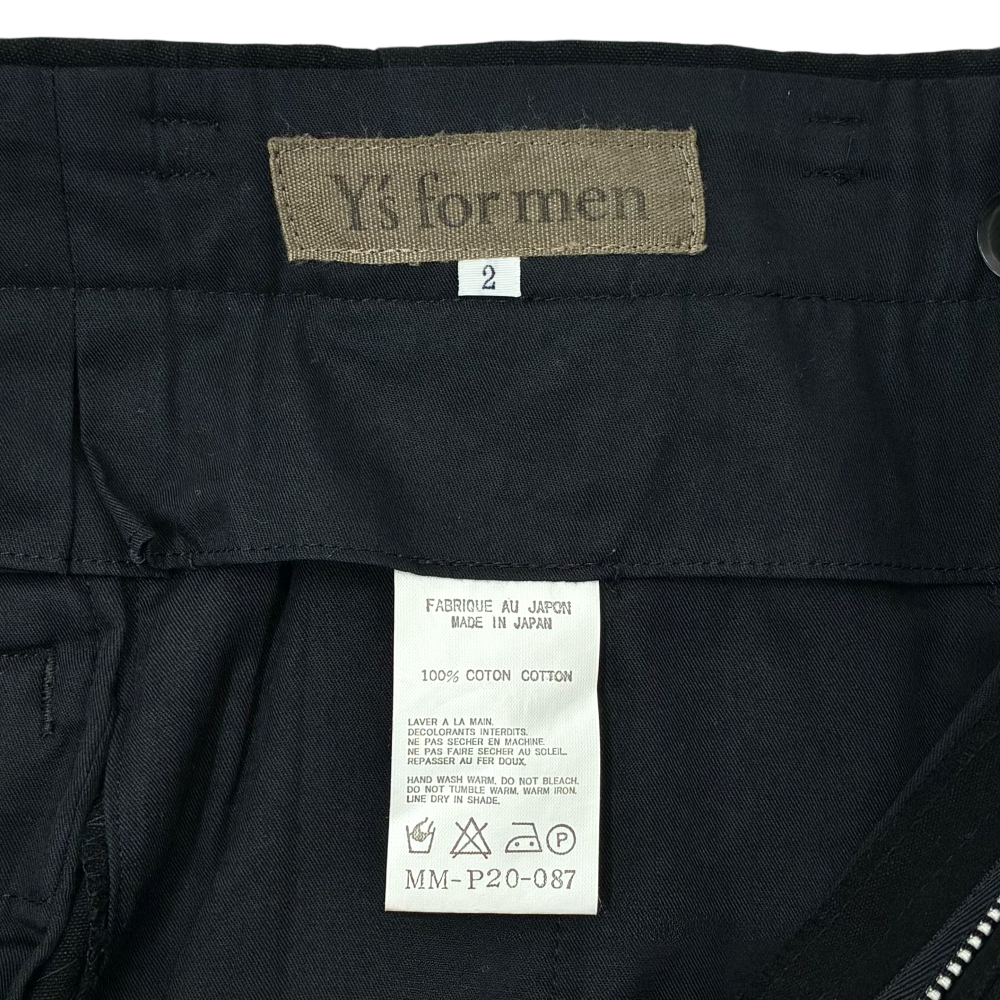 Y's for men
2
FABRIQUE AU JAPON
MADE IN JAPAN
100% COTON COTTON
LAVER A LA MAIN.
DECOLORANTS INTERDITS.
NE PAS SECHER EN MACHINE.
NE PAS FAIRE SECHER AU SOLEIL.
REPASSER AU FER DOUX.
HAND WASH WARM. DO NOT BLEACH.
DO NOT TUMBLE WARM. WARM IRON.
LINE DRY IN SHADE.
P
MM-P20-087